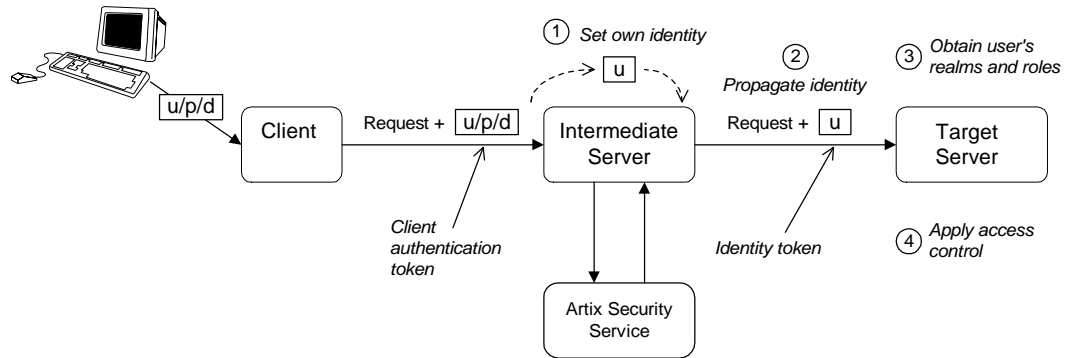 1 Set own identity
u
2
Propagate identity
3 Obtain user's
realms and roles
u/p/d
Client
Request + u/p/d
Intermediate
Server
Request + u
Target
Server
Client
authentication
token
Identity token
4 Apply access
control
Artix Security
Service